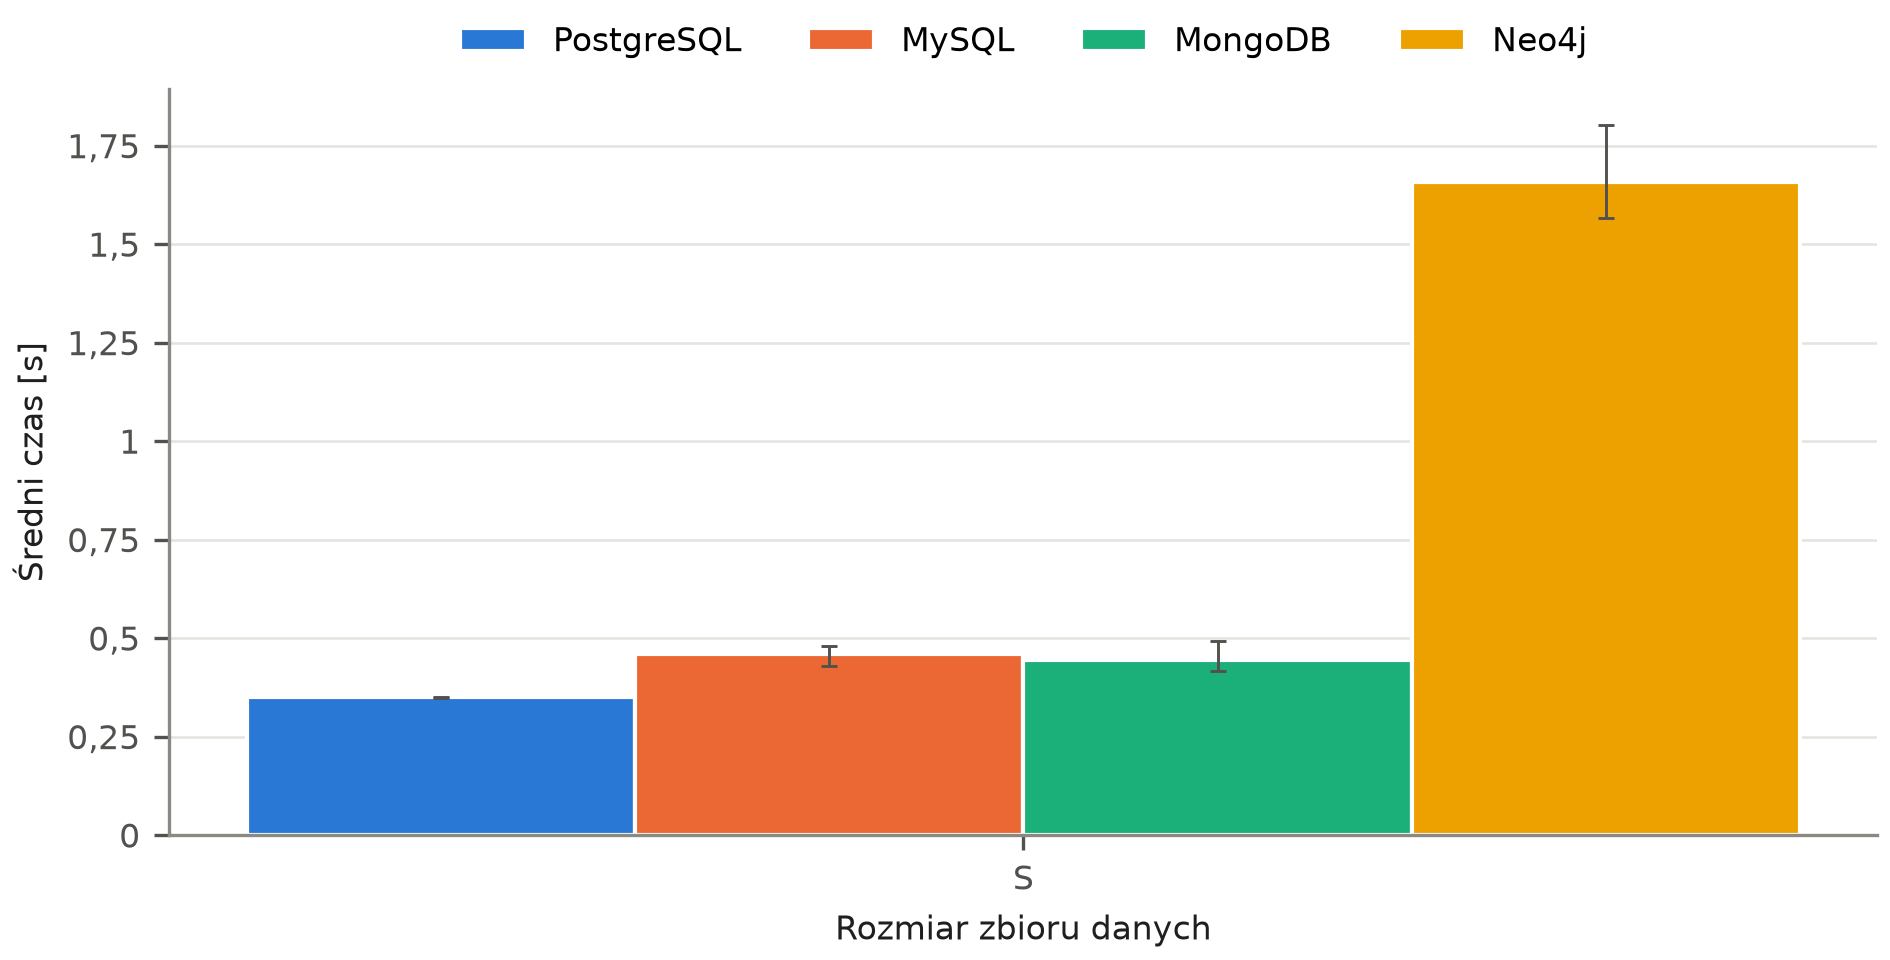 PostgreSQL MySQL MongoDB Neo4j
1,75
1,5
1,25
1
0,75
0,5
0,25
0
Średni czas [s]
S
Rozmiar zbioru danych